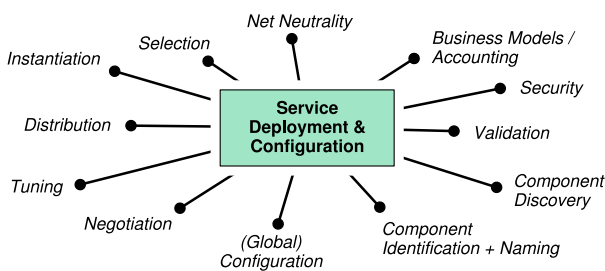 Net Neutrality
Selection
Business Models /
Accounting
Instantiation
Security
Service
Deployment &
Configuration
Distribution
Validation
Tuning
Component
Discovery
Negotiation
(Global)
Configuration
Component
Identification + Naming